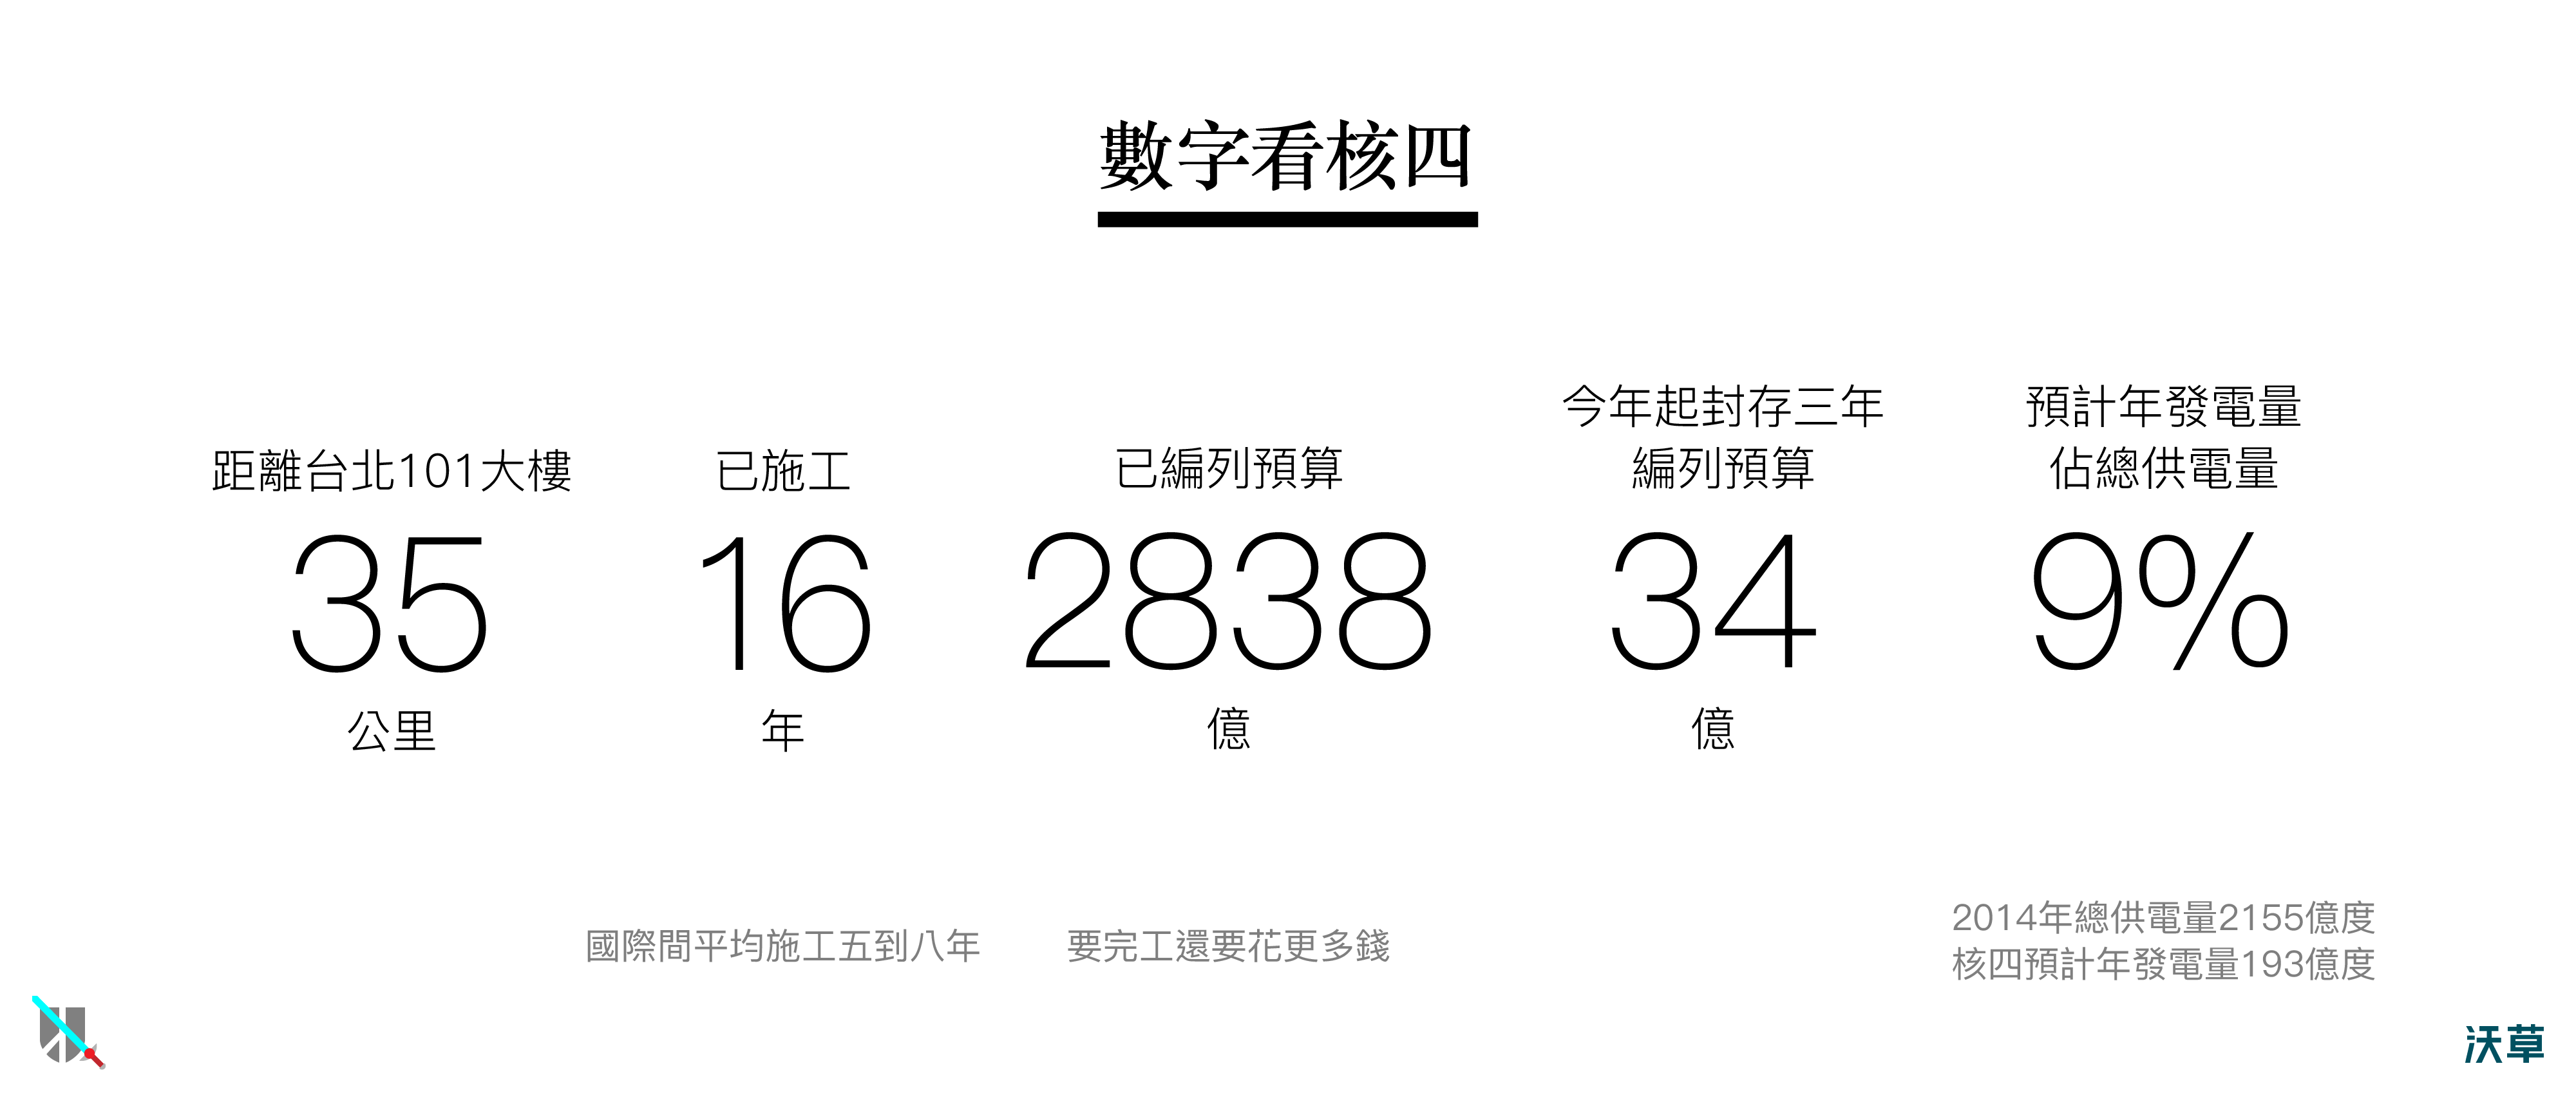 數字看核四
距離台北101大樓
35
公里
已施工
16
年
國際間平均施工五到八年
已編列預算
2838
億
要完工還要花更多錢
今年起封存三年
編列預算
34
億
預計年發電量
佔總供電量
9%
2014年總供電量2155億度
核四預計年發電量193億度
沃草